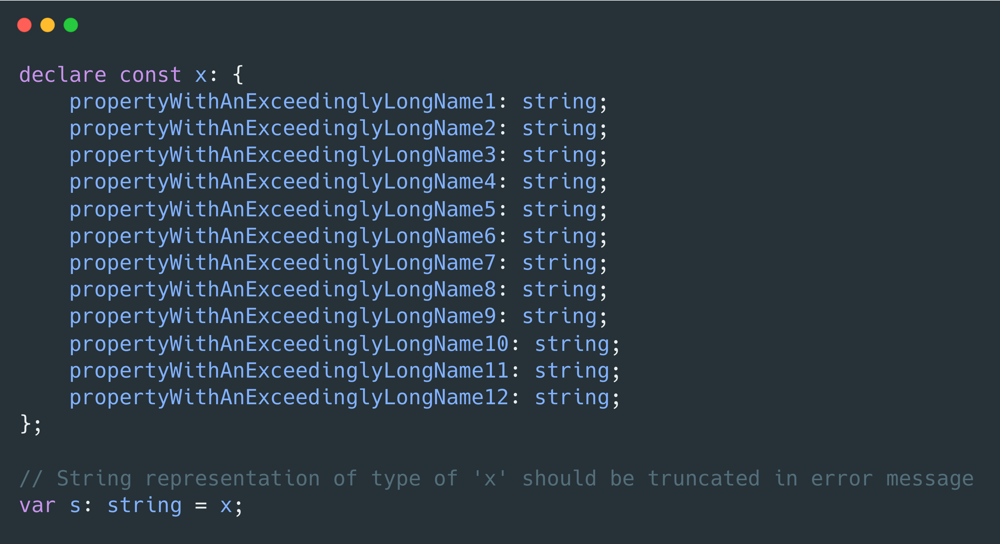 declare const x: {
    propertyWithAnExceedinglyLongName1: string;
    propertyWithAnExceedinglyLongName2: string;
    propertyWithAnExceedinglyLongName3: string;
    propertyWithAnExceedinglyLongName4: string;
    propertyWithAnExceedinglyLongName5: string;
    propertyWithAnExceedinglyLongName6: string;
    propertyWithAnExceedinglyLongName7: string;
    propertyWithAnExceedinglyLongName8: string;
    propertyWithAnExceedinglyLongName9: string;
    propertyWithAnExceedinglyLongName10: string;
    propertyWithAnExceedinglyLongName11: string;
    propertyWithAnExceedinglyLongName12: string;
};
// String representation of type of 'x' should be truncated in error message
var s: string = x;